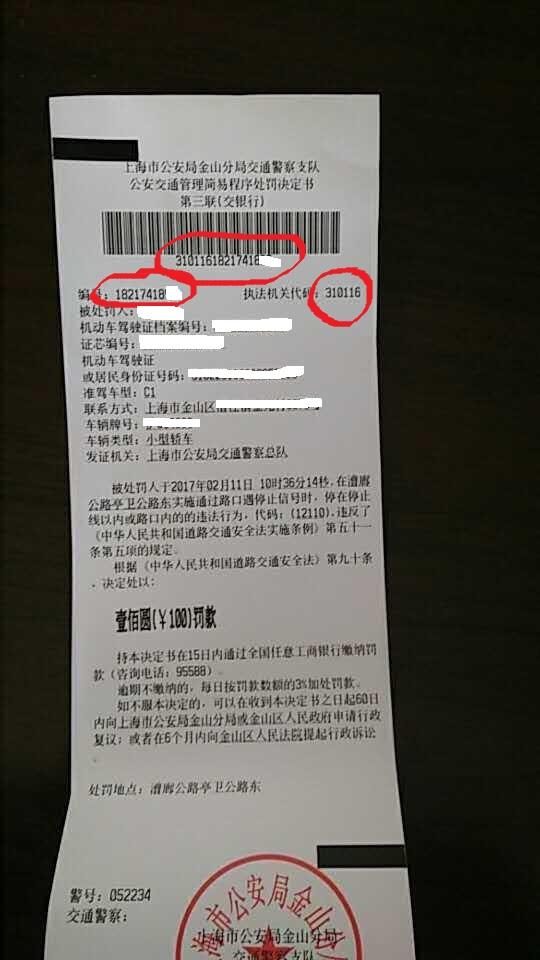 上海市公安局金山分局交通警察支队
公安交通管理简易程序处罚决定书
第三联(交银行)
31011618217418
编号：18217418
执法机关代码：310116
被处罚人：
机动车驾驶证档案编号：
证芯编号：
机动车驾驶证
或居民身份证号码：
准驾车型：C1
联系方式：上海市金山区
车辆牌号：
车辆类型：小型轿车
发证机关：上海市公安局交通警察总队
被处罚人于2017年02月11日 10时36分14秒，在漕廊
公路亭卫公路东实施通过路口遇停止信号时，停在停止
线以内或路口内的的违法行为，代码：(12110)，违反了
《中华人民共和国道路交通安全法实施条例》第五十一
条第五项的规定。
根据《中华人民共和国道路交通安全法》第九十条
，决定处以：
壹佰圆(￥100)罚款
持本决定书在15日内通过全国任意工商银行缴纳罚
款（咨询电话：95588）。
逾期不缴纳的，每日按罚款数额的3%加处罚款。
如不服本决定的，可以在收到本决定书之日起60日
内向上海市公安局金山分局或金山区人民政府申请行政
复议；或者在6个月内向金山区人民法院提起行政诉讼
。
处罚地点：漕廊公路亭卫公路东
警号：052234
交通警察：
海市公安局金山分
上海市公安局金山分局
交通警察